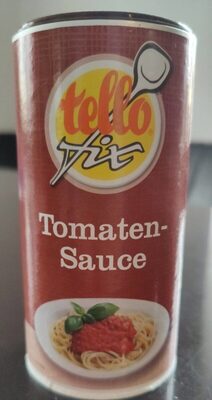 tello
fix
Tomaten-
Sauce